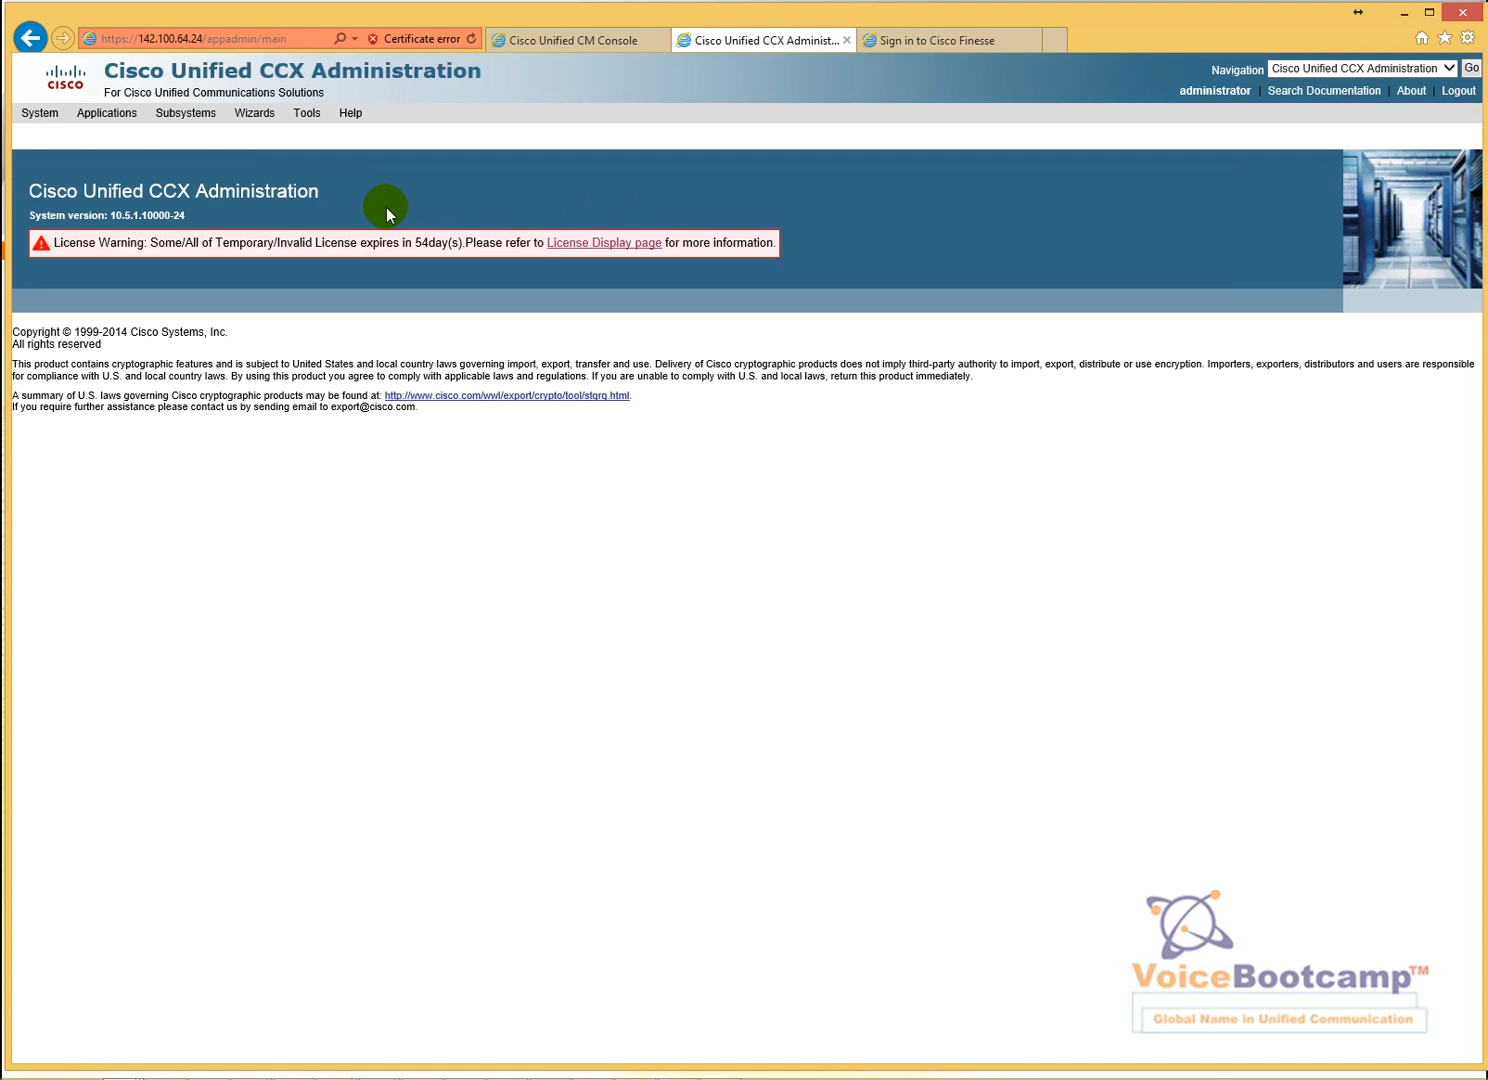 https://142.100.64.24/appadmin/main
Certificate error
Cisco Unified CM Console
Cisco Unified CCX Administ...
Sign in to Cisco Finesse
CISCO
Cisco Unified CCX Administration
For Cisco Unified Communications Solutions
Navigation Cisco Unified CCX Administration Go
administrator | Search Documentation | About | Logout
System Applications Subsystems Wizards Tools Help
Cisco Unified CCX Administration
System version: 10.5.1.10000-24
License Warning: Some/All of Temporary/Invalid License expires in 54day(s).Please refer to License Display page for more information.
Copyright © 1999-2014 Cisco Systems, Inc.
All rights reserved
This product contains cryptographic features and is subject to United States and local country laws governing import, export, transfer and use. Delivery of Cisco cryptographic products does not imply third-party authority to import, export, distribute or use encryption. Importers, exporters, distributors and users are responsible
for compliance with U.S. and local country laws. By using this product you agree to comply with applicable laws and regulations. If you are unable to comply with U.S. and local laws, return this product immediately.
A summary of U.S. laws governing Cisco cryptographic products may be found at: http://www.cisco.com/wwl/export/crypto/tool/stqrg.html.
If you require further assistance please contact us by sending email to export@cisco.com.
VoiceBootcamp™
Global Name in Unified Communication